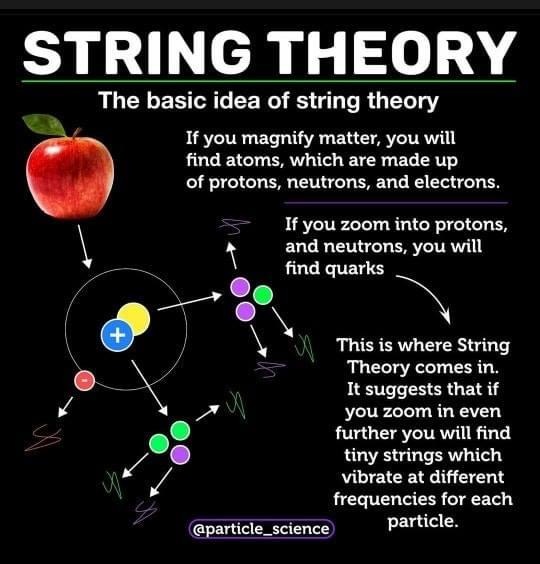 STRING THEORY
The basic idea of string theory
If you magnify matter, you will
find atoms, which are made up
of protons, neutrons, and electrons.
If you zoom into protons,
and neutrons, you will
find quarks
+
-
This is where String
Theory comes in.
It suggests that if
you zoom in even
further you will find
tiny strings which
vibrate at different
frequencies for each
particle.
@particle_science